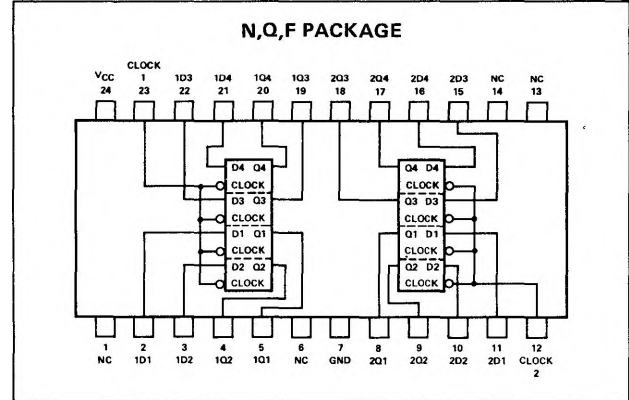 N,Q,F PACKAGE
CLOCK
VCC 1 1D3 1D4 1Q4 1Q3 2Q3 2Q4 2D4 2D3 NC NC
24 23 22 21 20 19 18 17 16 15 14 13
D4 Q4 Q4 D4
CLOCK CLOCK
D3 Q3 Q3 D3
CLOCK CLOCK
D1 Q1 Q1 D1
CLOCK CLOCK
D2 Q2 Q2 D2
CLOCK CLOCK
1 2 3 4 5 6 7 8 9 10 11 12
NC 1D1 1D2 1Q2 1Q1 NC GND 2Q1 2Q2 2D2 2D1 CLOCK
2